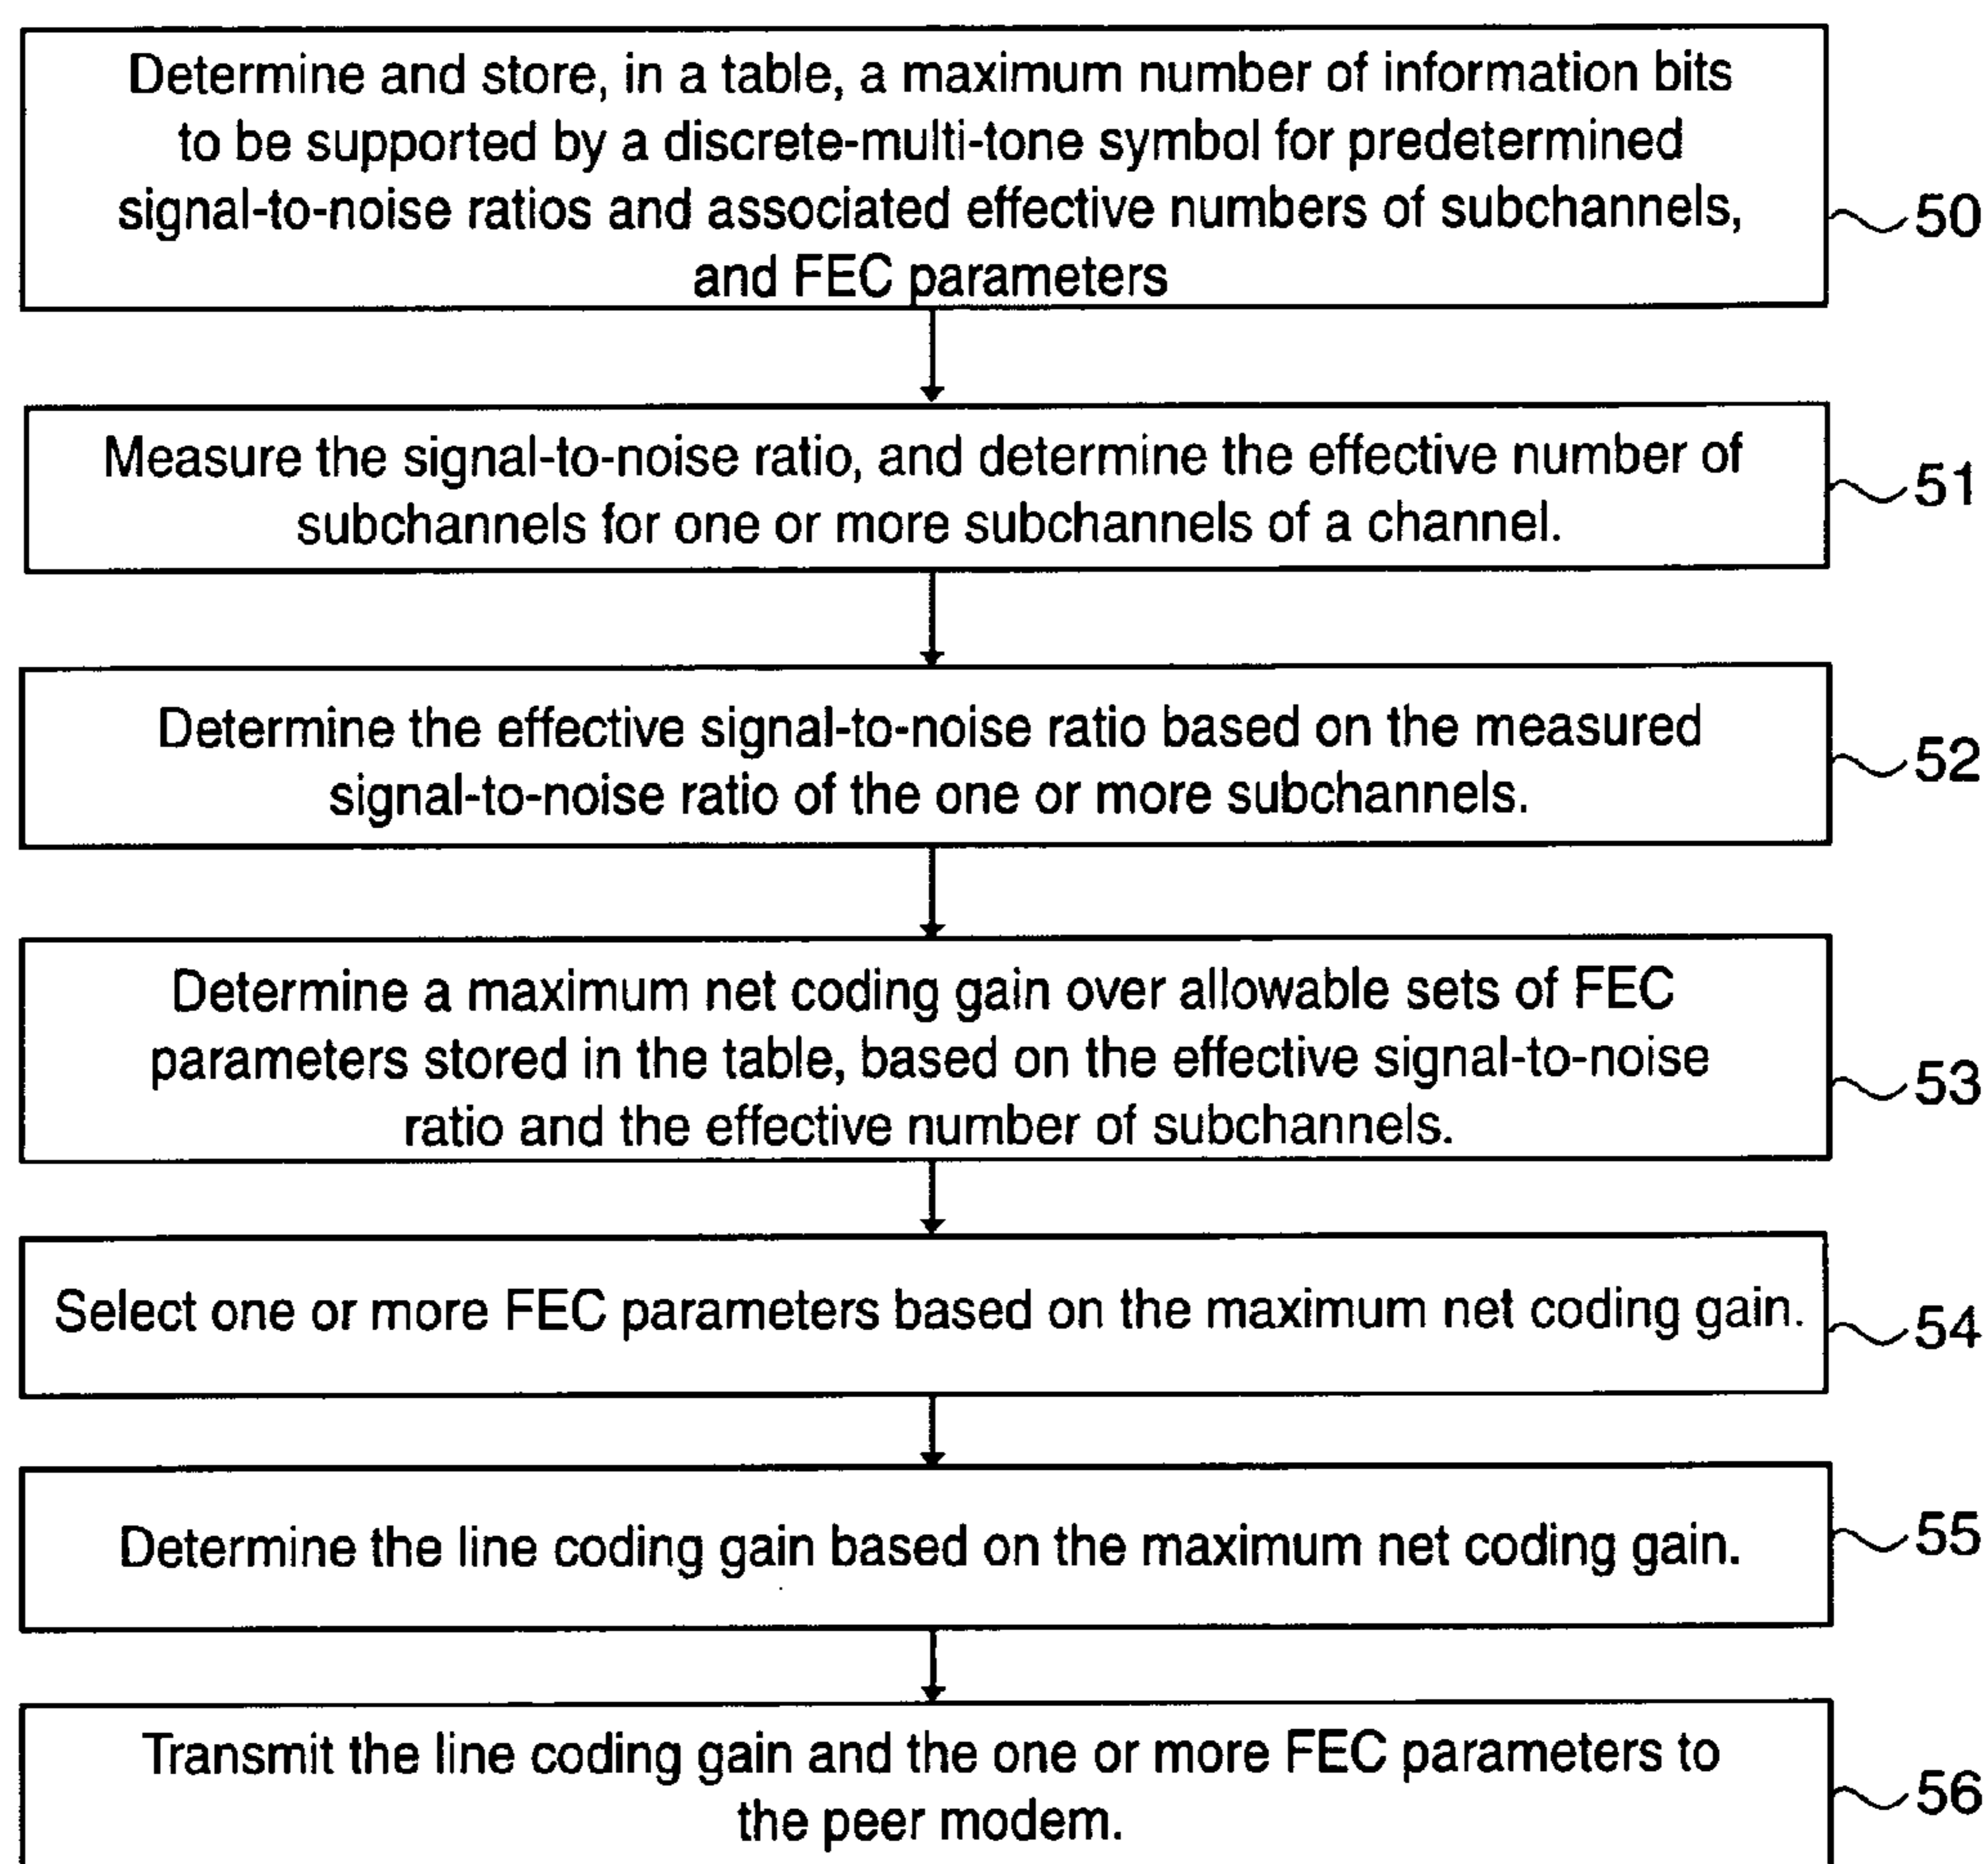 Determine and store, in a table, a maximum number of information bits
to be supported by a discrete-multi-tone symbol for predetermined
signal-to-noise ratios and associated effective numbers of subchannels,
and FEC parameters
50
Measure the signal-to-noise ratio, and determine the effective number of
subchannels for one or more subchannels of a channel.
51
Determine the effective signal-to-noise ratio based on the measured
signal-to-noise ratio of the one or more subchannels.
52
Determine a maximum net coding gain over allowable sets of FEC
parameters stored in the table, based on the effective signal-to-noise
ratio and the effective number of subchannels.
53
Select one or more FEC parameters based on the maximum net coding gain.
54
Determine the line coding gain based on the maximum net coding gain.
55
Transmit the line coding gain and the one or more FEC parameters to
the peer modem.
56